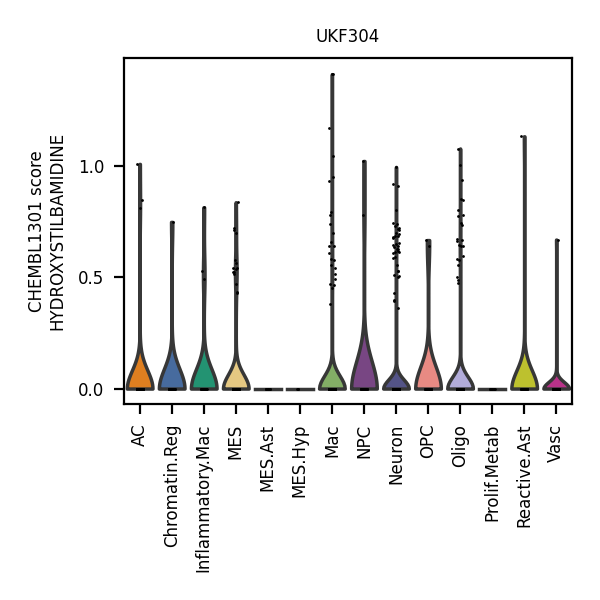 UKF304
CHEMBL1301 score
HYDROXYSTILBAMIDINE
1.0
0.5
0.0
AC
Chromatin.Reg
Inflammatory.Mac
MES
MES.Ast
MES.Hyp
Mac
NPC
Neuron
OPC
Oligo
Prolif.Metab
Reactive.Ast
Vasc